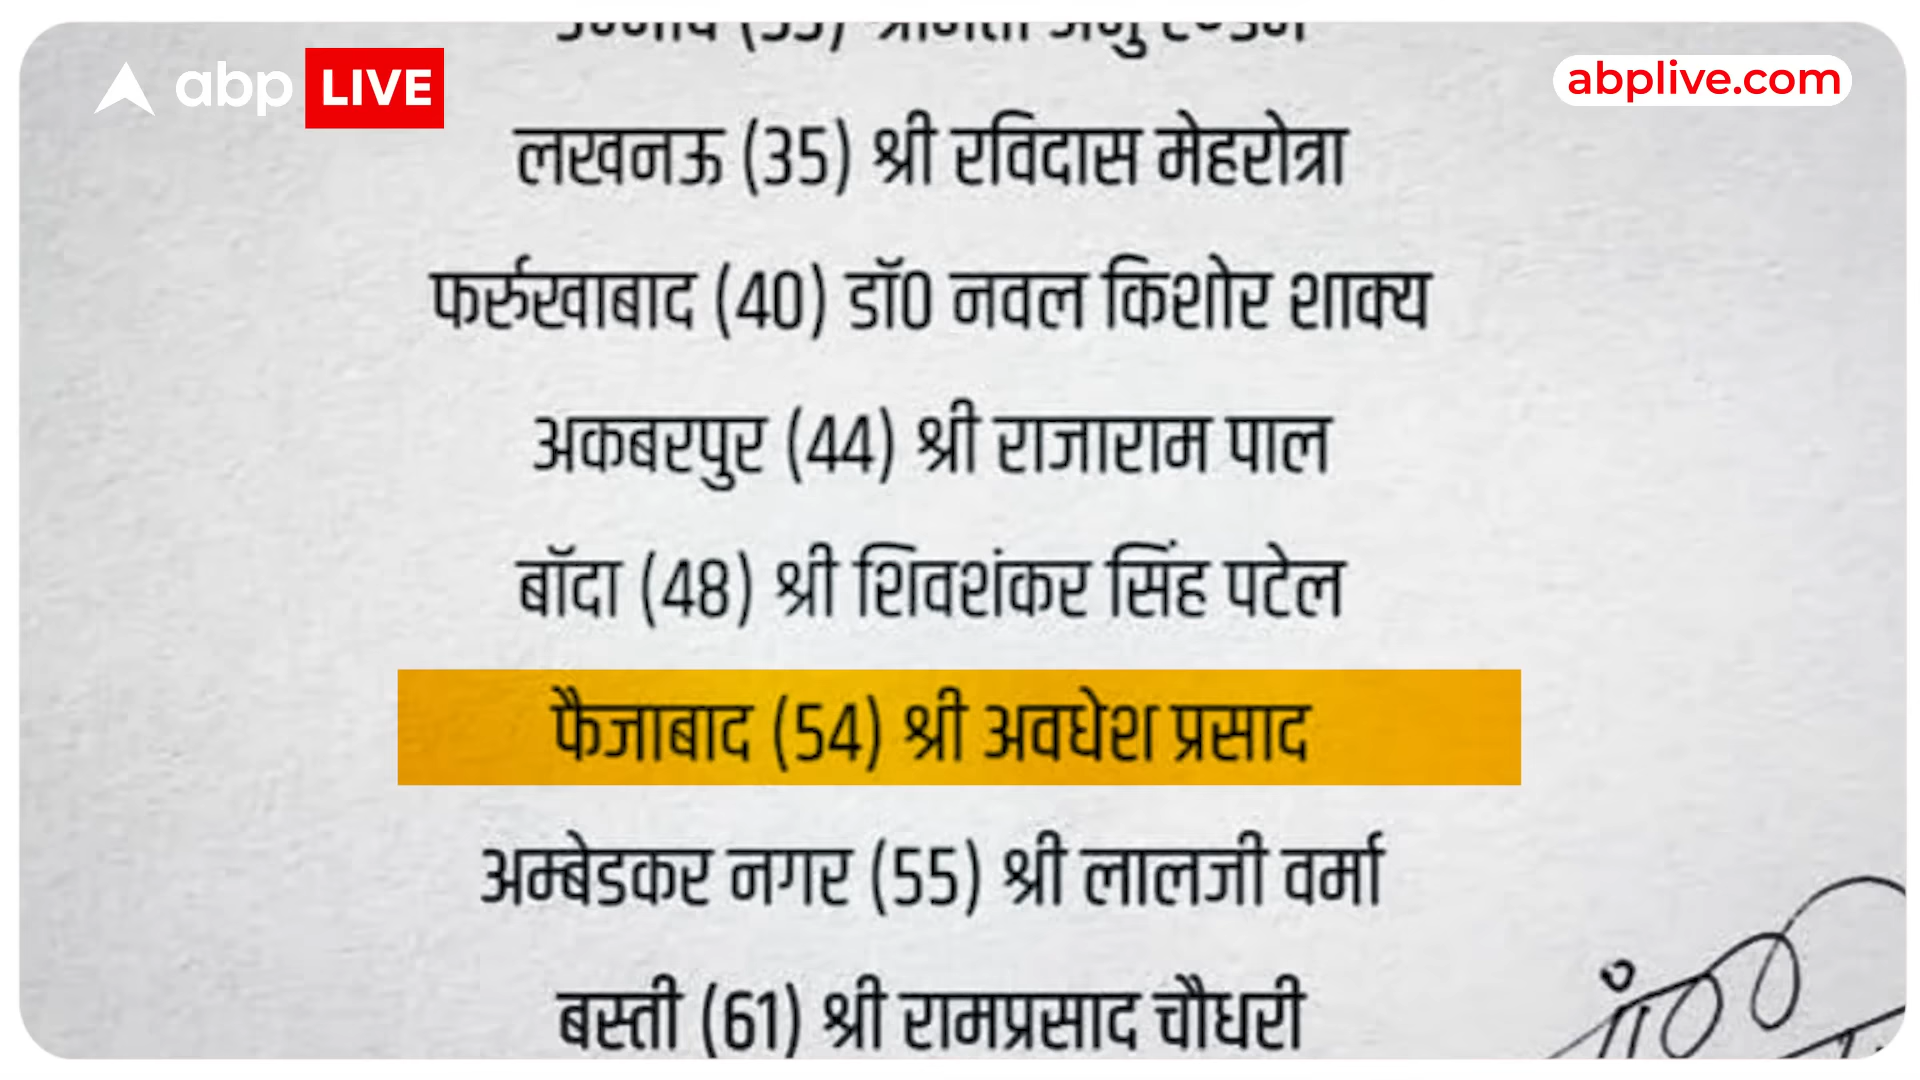 abp LIVE
abplive.com
लखनऊ (35) श्री रविदास मेहरोत्रा
फर्रुखाबाद (40) डॉ0 नवल किशोर शाक्य
अकबरपुर (44) श्री राजाराम पाल
बॉदा (48) श्री शिवशंकर सिंह पटेल
फैजाबाद (54) श्री अवधेश प्रसाद
अम्बेडकर नगर (55) श्री लालजी वर्मा
बस्ती (61) श्री रामप्रसाद चौधरी